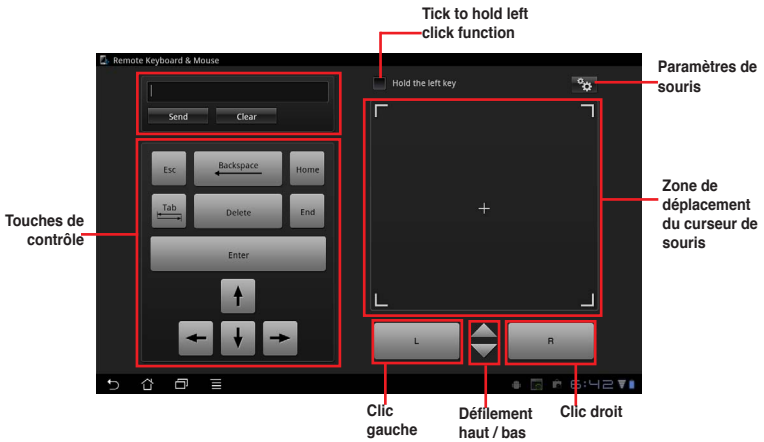 Tick to hold left
click function
Remote Keyboard & Mouse
Hold the left key
Paramètres de
souris
Send Clear
Esc Backspace Home
Tab Delete End
Enter
Touches de
contrôle
Zone de
déplacement
du curseur de
souris
L R
6:42
Clic
gauche
Défilement
haut / bas
Clic droit